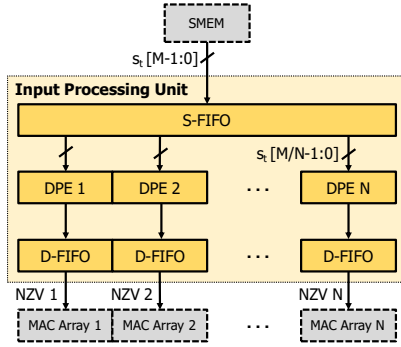 SMEM
s_t [M-1:0]
Input Processing Unit
S-FIFO
s_t [M/N-1:0]
DPE 1 DPE 2 ... DPE N
D-FIFO D-FIFO ... D-FIFO
NZV 1 NZV 2 NZV N
MAC Array 1 MAC Array 2 ... MAC Array N